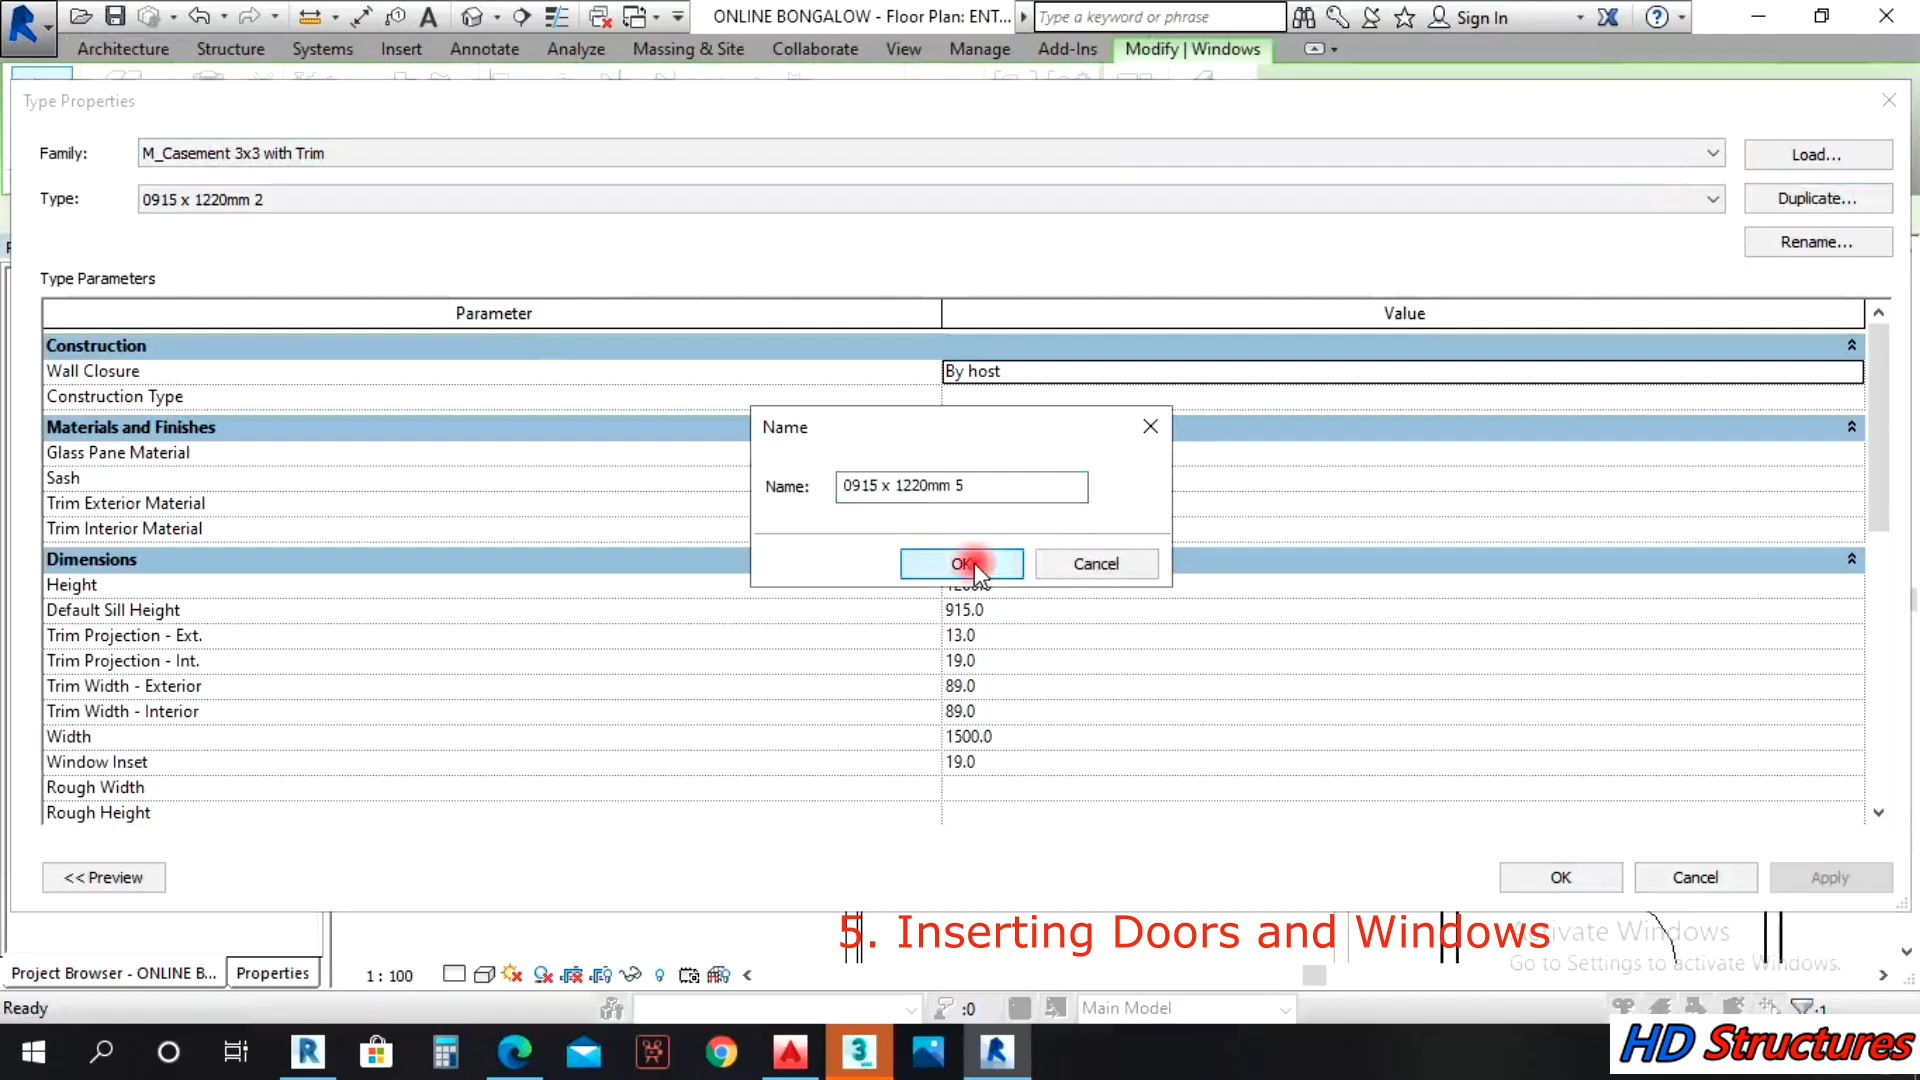 ONLINE BONGALOW - Floor Plan: ENT...
Type a keyword or phrase
Sign In
Architecture
Structure
Systems
Insert
Annotate
Analyze
Massing & Site
Collaborate
View
Manage
Add-Ins
Modify | Windows
Type Properties
Family:
M_Casement 3x3 with Trim
Load...
Type:
0915 x 1220mm 2
Duplicate...
Rename...
Type Parameters
Parameter
Value
Construction
Wall Closure
By host
Construction Type
Materials and Finishes
Glass Pane Material
Sash
Trim Exterior Material
Trim Interior Material
Dimensions
Height
Default Sill Height
915.0
Trim Projection - Ext.
13.0
Trim Projection - Int.
19.0
Trim Width - Exterior
89.0
Trim Width - Interior
89.0
Width
1500.0
Window Inset
19.0
Rough Width
Rough Height
Name
Name:
0915 x 1220mm 5
OK
Cancel
<< Preview
OK
Cancel
Apply
5. Inserting Doors and Windows
Activate Windows
Go to Settings to activate Windows.
Project Browser - ONLINE B...
Properties
1 : 100
Ready
:0
Main Model
:1
HD Structures